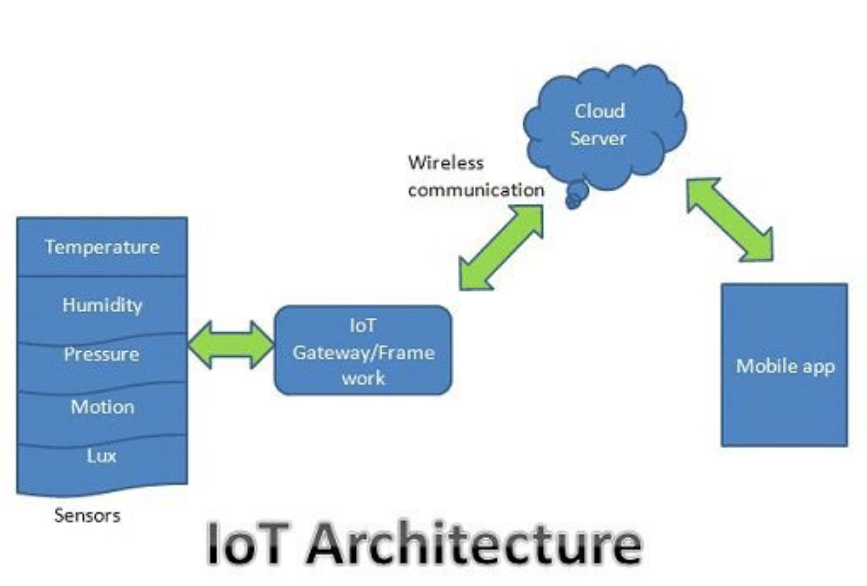 Cloud
Server
Wireless
communication
Temperature
Humidity
Pressure
Motion
Lux
Sensors
IoT
Gateway/Frame
work
Mobile app
IoT Architecture